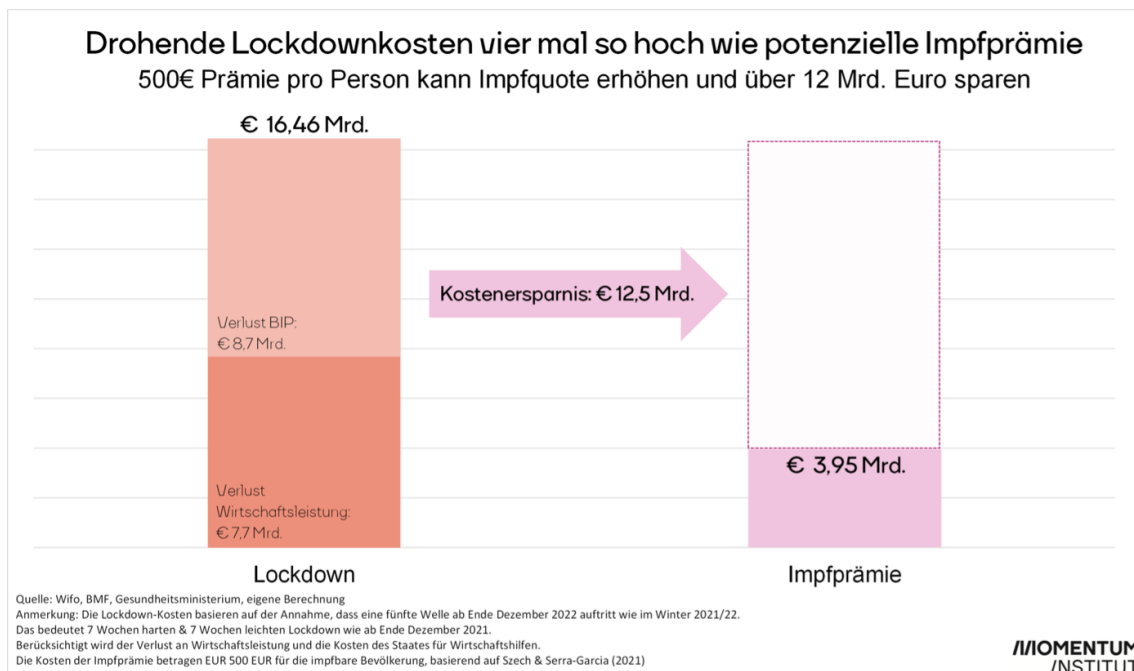 Drohende Lockdownkosten vier mal so hoch wie potenzielle Impfprämie
500€ Prämie pro Person kann Impfquote erhöhen und über 12 Mrd. Euro sparen
€ 16,46 Mrd.
Kostenersparnis: € 12,5 Mrd.
Verlust BIP:
€ 8,7 Mrd.
€ 3,95 Mrd.
Verlust
Wirtschaftsleistung:
€ 7,7 Mrd.
Lockdown
Impfprämie
Quelle: Wifo, BMF, Gesundheitsministerium, eigene Berechnung
Anmerkung: Die Lockdown-Kosten basieren auf der Annahme, dass eine fünfte Welle ab Ende Dezember 2022 auftritt wie im Winter 2021/22.
Das bedeutet 7 Wochen harten & 7 Wochen leichten Lockdown wie ab Ende Dezember 2021.
Berücksichtigt wird der Verlust an Wirtschaftsleistung und die Kosten des Staates für Wirtschaftshilfen.
Die Kosten der Impfprämie betragen EUR 500 EUR für die impfbare Bevölkerung, basierend auf Szech & Serra-Garcia (2021)
MOMENTUM
INSTITUT